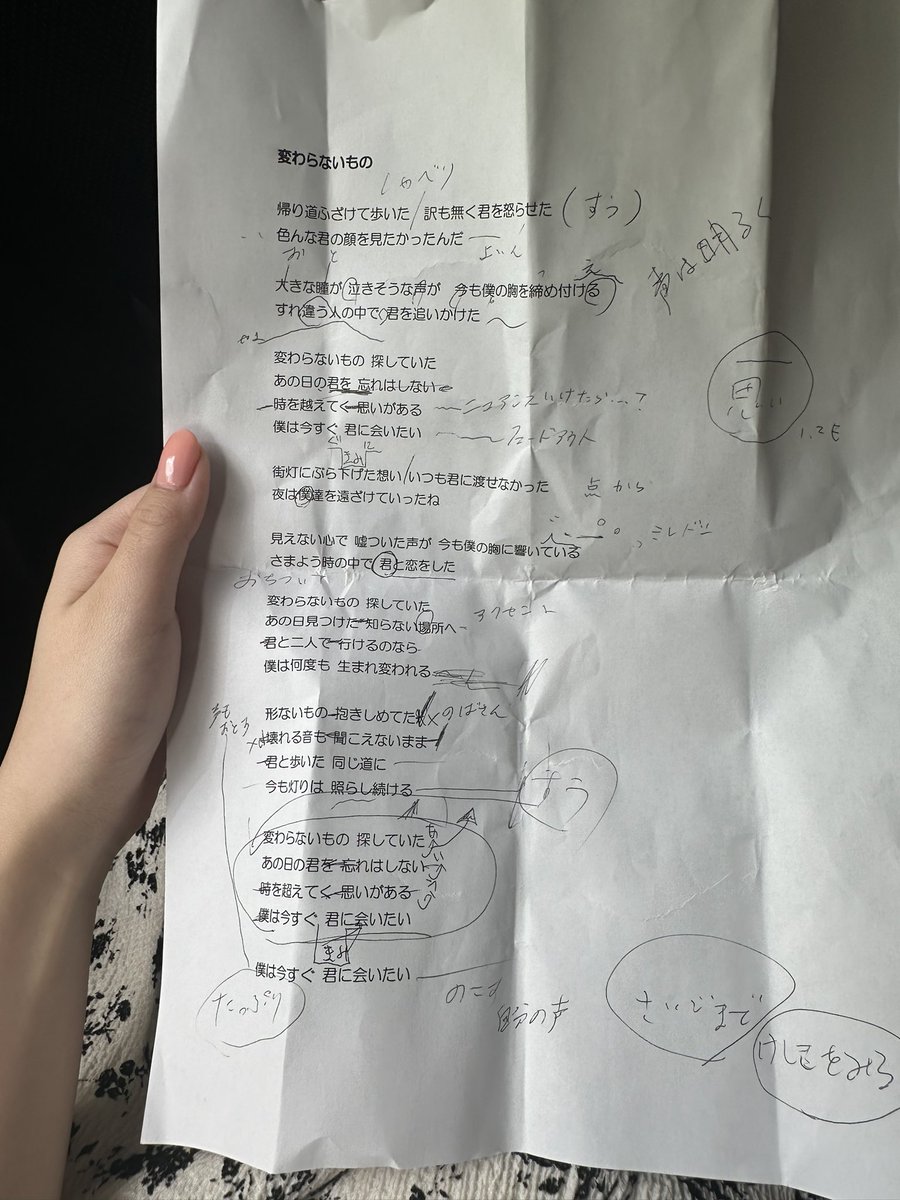 変わらないもの
しゃべり
帰り道ふざけて歩いた / 訳も無く君を怒らせた (すう)
色んな君の顔を見たかったんだ
よいん
大きな瞳が 泣きそうな声が 今も僕の胸を締め付ける
すれ違う人の中で 君を追いかけた
変わらないもの 探していた
あの日の君を 忘れはしない
時を越えてく 思いがある
僕は今すぐ 君に会いたい フェードアウト
きみ
街灯にぶら下げた想い / いつも君に渡せなかった 点から
夜は僕達を遠ざけていったね
見えない心で 嘘ついた声が 今も僕の胸に響いている
さまよう時の中で 君と恋をした
おちついて
変わらないもの 探していた
あの日見つけた 知らない場所へ アクセント
君と二人で 行けるのなら
僕は何度も 生まれ変われる
形ないもの 抱きしめてた ×のばさん
壊れる音も 聞こえないまま
君と歩いた 同じ道に
今も灯りは 照らし続ける すう
変わらないもの 探していた
あの日の君を 忘れはしない
時を超えてく 思いがある
僕は今すぐ 君に会いたい
きみ
僕は今すぐ 君に会いたい
たっぷり
のこす
自分の声
さいごまで
けしきをみろ